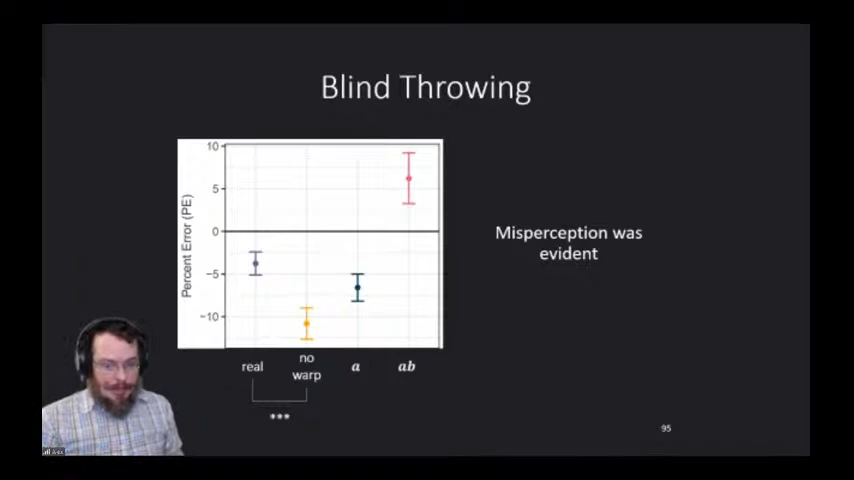 Blind Throwing
10
5
0
−5
−10
Percent Error (PE)
real
no
warp
a
ab
***
Misperception was
evident
95